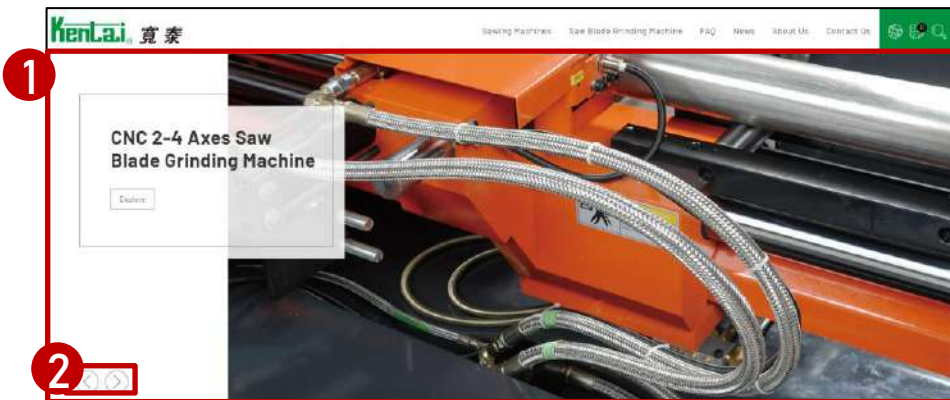 KenTai® 寬泰
Sawing Machines Saw Blade Grinding Machine FAQ News About Us Contact Us
0
1
CNC 2-4 Axes Saw
Blade Grinding Machine
Explore
2